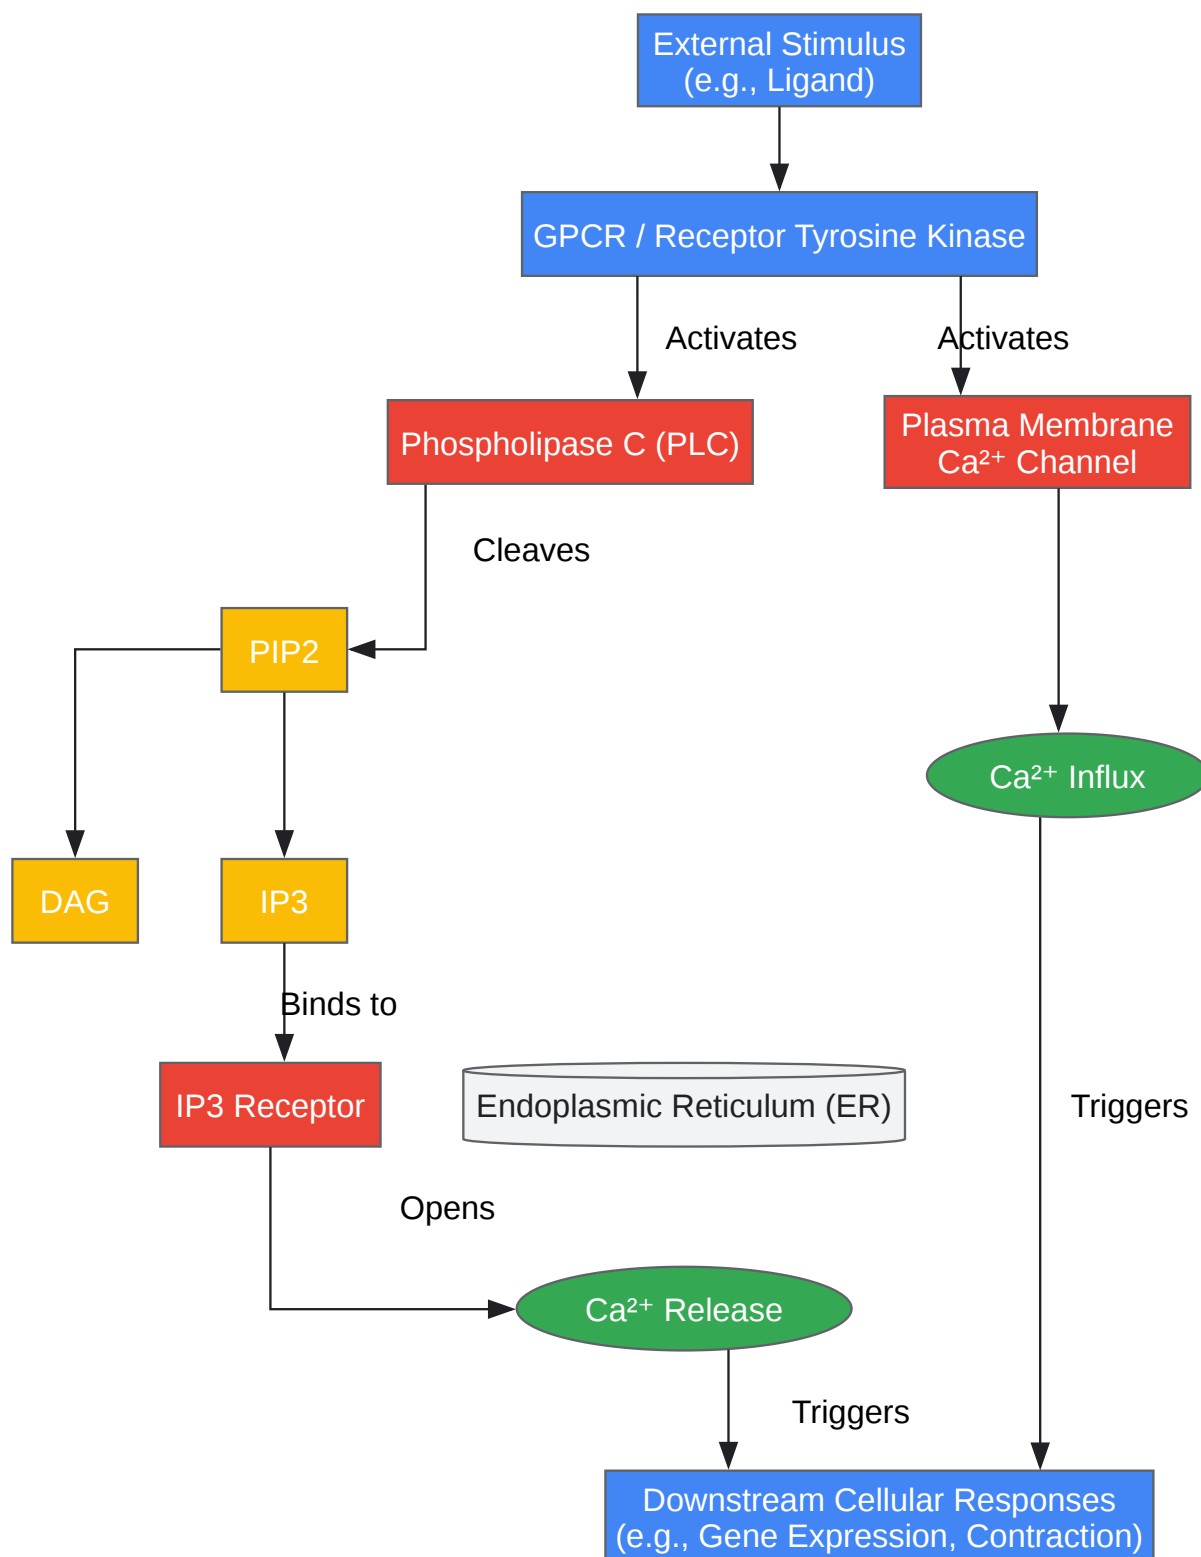 External Stimulus
(e.g., Ligand)
GPCR / Receptor Tyrosine Kinase
Activates
Activates
Phospholipase C (PLC)
Plasma Membrane
Ca²⁺ Channel
Cleaves
PIP2
Ca²⁺ Influx
DAG
IP3
Binds to
IP3 Receptor
Endoplasmic Reticulum (ER)
Triggers
Opens
Ca²⁺ Release
Triggers
Downstream Cellular Responses
(e.g., Gene Expression, Contraction)